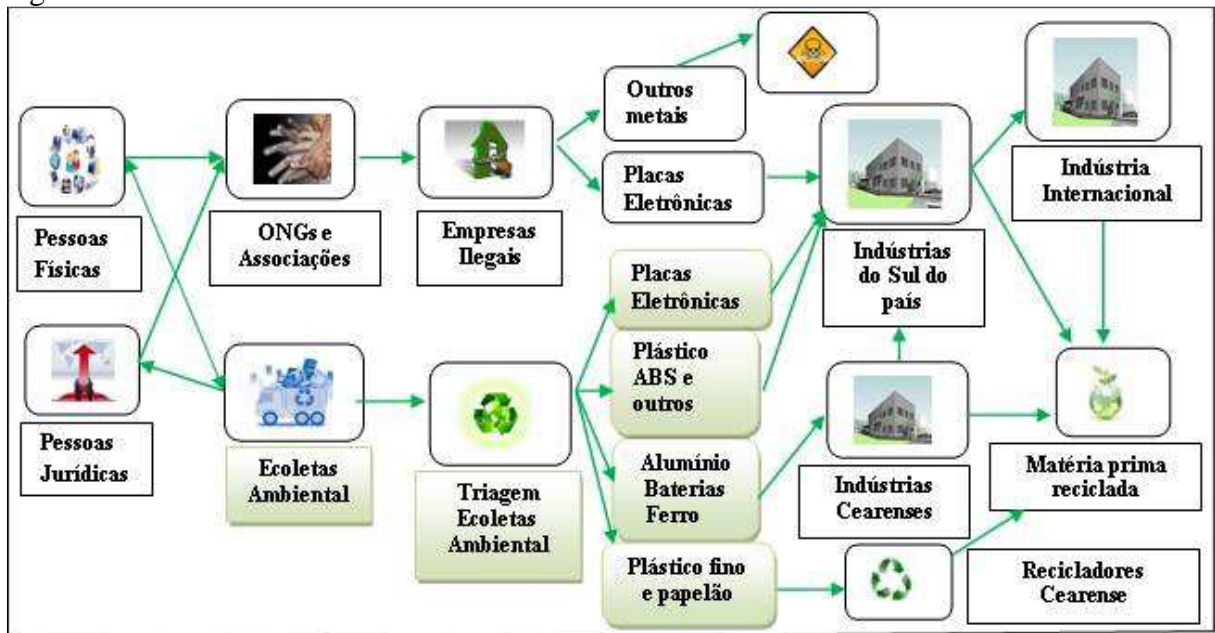 Outros
metais
Placas
Eletrônicas
Indústria
Internacional
Pessoas
Físicas
ONGs e
Associações
Empresas
Ilegais
Indústrias
do Sul do
país
Placas
Eletrônicas
Plástico
ABS e
outros
Pessoas
Jurídicas
Ecoletas
Ambiental
Triagem
Ecoletas
Ambiental
Alumínio
Baterias
Ferro
Indústrias
Cearenses
Matéria prima
reciclada
Plástico fino
e papelão
Recicladores
Cearense